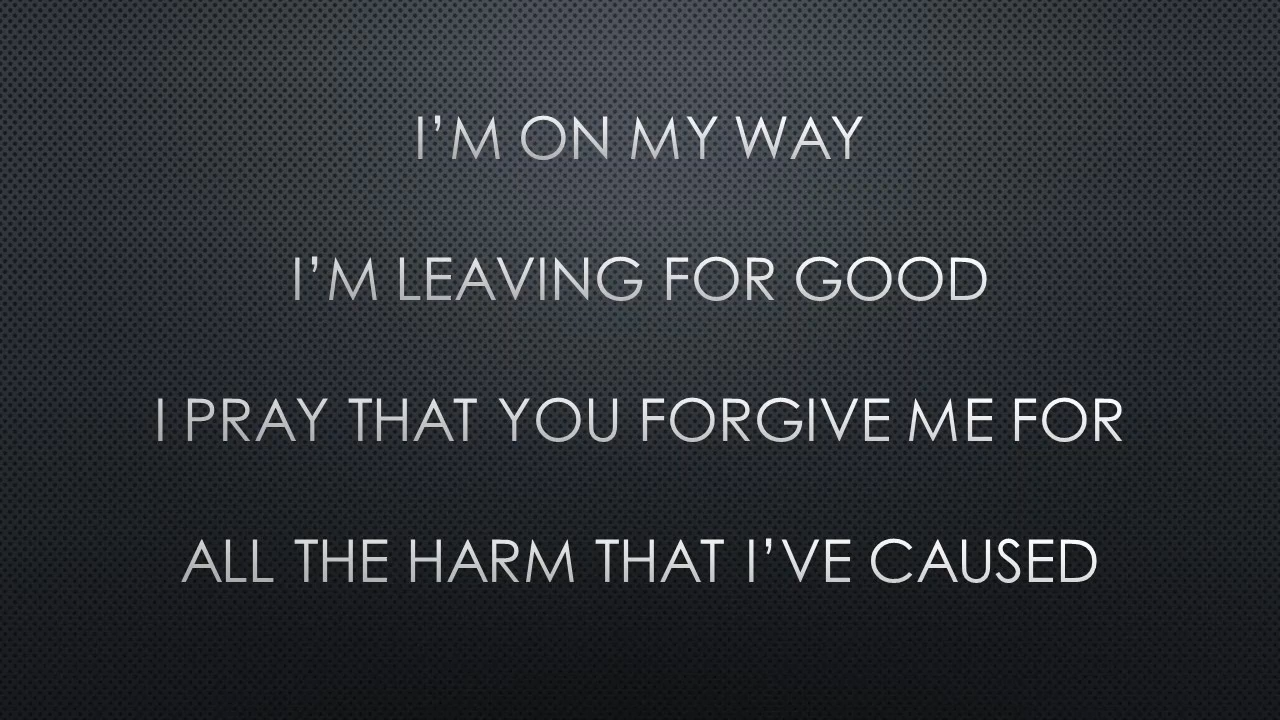 I'M ON MY WAY
I'M LEAVING FOR GOOD
I PRAY THAT YOU FORGIVE ME FOR
ALL THE HARM THAT I'VE CAUSED